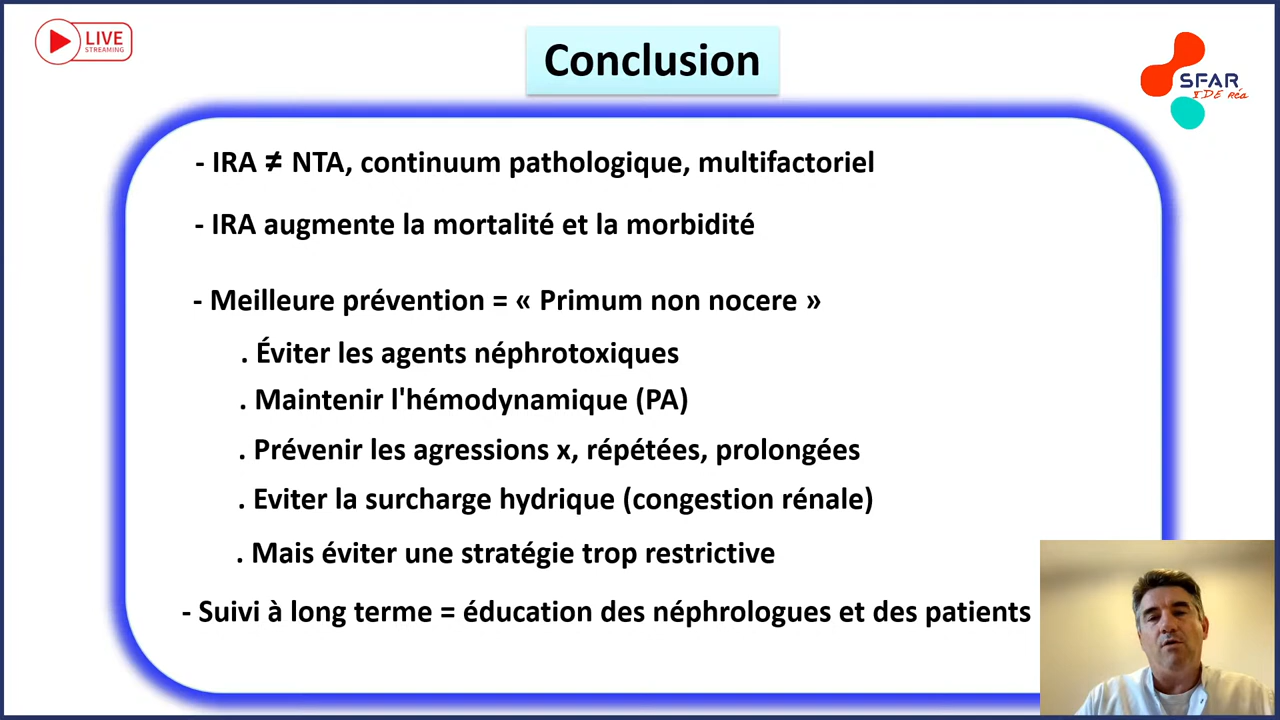 LIVE
STREAMING
Conclusion
SFAR
IDE Réa
- IRA ≠ NTA, continuum pathologique, multifactoriel
- IRA augmente la mortalité et la morbidité
- Meilleure prévention = « Primum non nocere »
. Éviter les agents néphrotoxiques
. Maintenir l'hémodynamique (PA)
. Prévenir les agressions x, répétées, prolongées
. Eviter la surcharge hydrique (congestion rénale)
. Mais éviter une stratégie trop restrictive
- Suivi à long terme = éducation des néphrologues et des patients